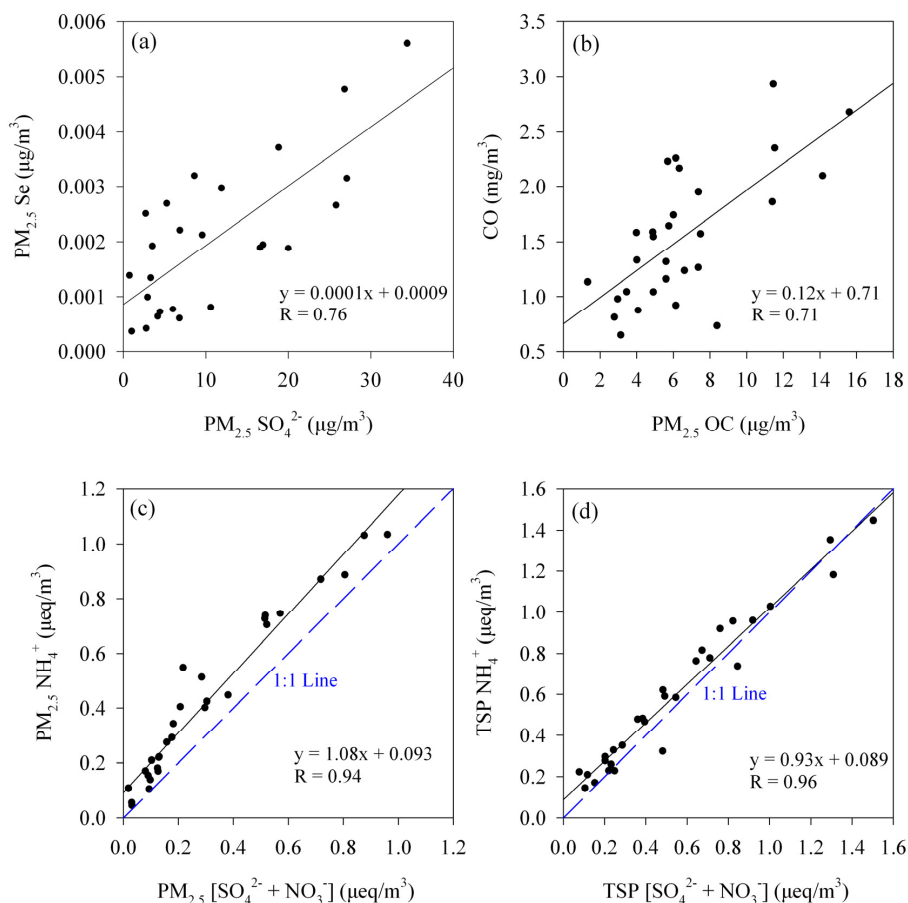 (a)
0.006
0.005
0.004
0.003
0.002
0.001
0.000
PM2.5 Se (μg/m³)
y = 0.0001x + 0.0009
R = 0.76
0 10 20 30 40
PM2.5 SO4²⁻ (μg/m³)
(b)
3.5
3.0
2.5
2.0
1.5
1.0
0.5
CO (mg/m³)
y = 0.12x + 0.71
R = 0.71
0 2 4 6 8 10 12 14 16 18
PM2.5 OC (μg/m³)
(c)
1.2
1.0
0.8
0.6
0.4
0.2
0.0
PM2.5 NH4⁺ (μeq/m³)
1:1 Line
y = 1.08x + 0.093
R = 0.94
0.0 0.2 0.4 0.6 0.8 1.0 1.2
PM2.5 [SO4²⁻ + NO3⁻] (μeq/m³)
(d)
1.6
1.4
1.2
1.0
0.8
0.6
0.4
0.2
0.0
TSP NH4⁺ (μeq/m³)
1:1 Line
y = 0.93x + 0.089
R = 0.96
0.0 0.2 0.4 0.6 0.8 1.0 1.2 1.4 1.6
TSP [SO4²⁻ + NO3⁻] (μeq/m³)